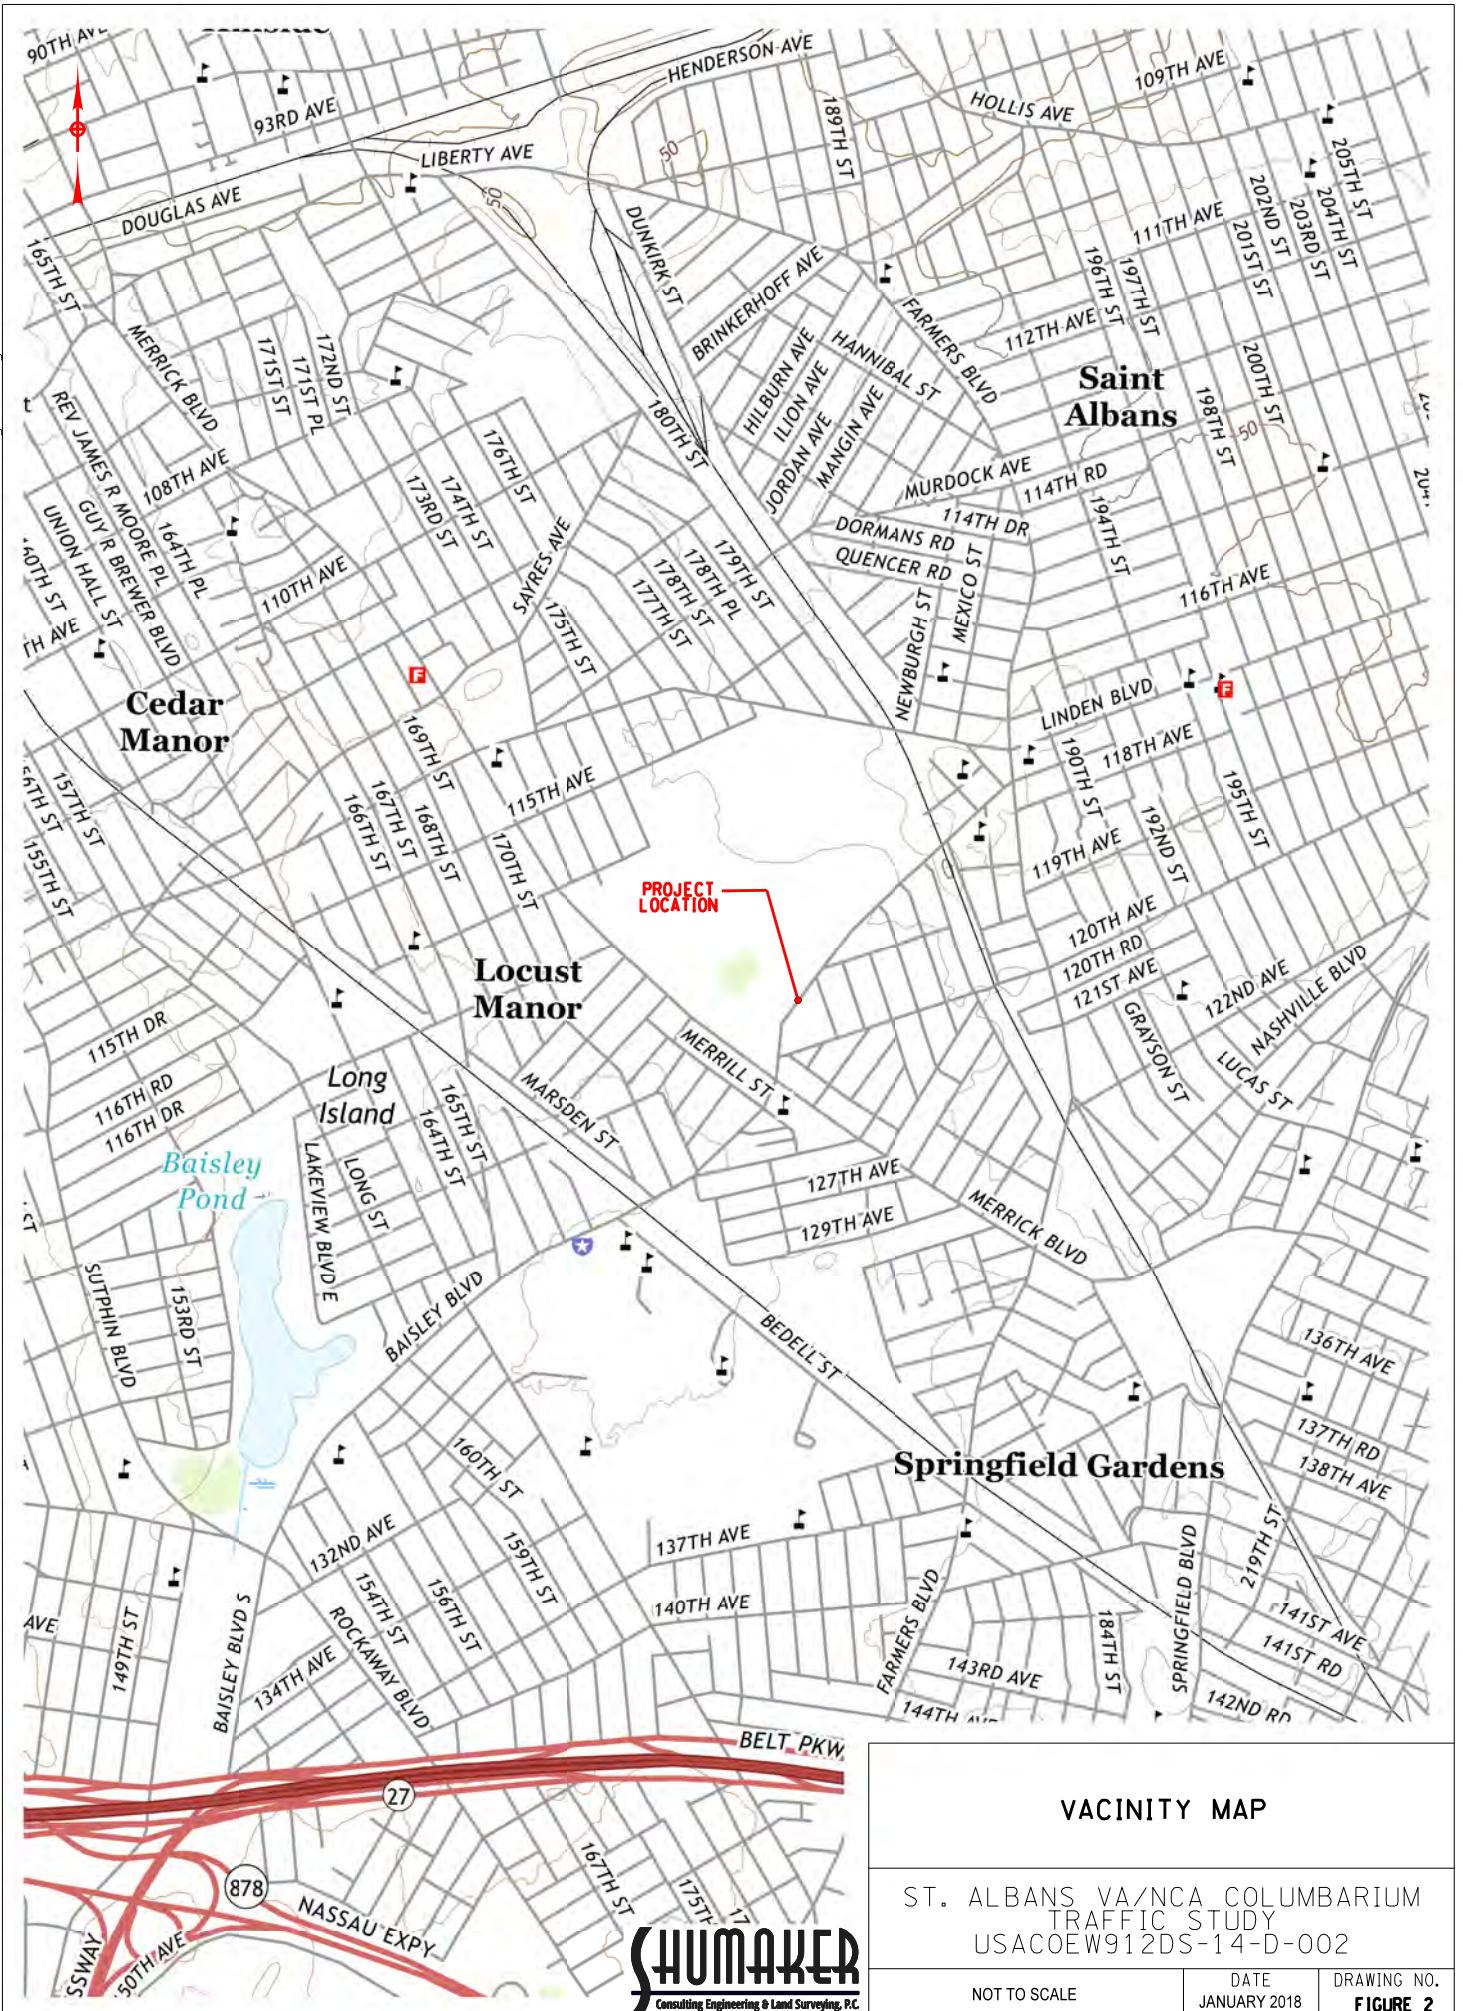 90TH AVE
93RD AVE
HENDERSON AVE
109TH AVE
HOLLIS AVE
LIBERTY AVE
DOUGLAS AVE
50
50
189TH ST
205TH ST
204TH ST
203RD ST
202ND ST
201ST ST
111TH AVE
165TH ST
DUNKIRK ST
BRINKERHOFF AVE
196TH ST
197TH ST
112TH AVE
FARMERS BLVD
HANNIBAL ST
HILBURN AVE
ILION AVE
JORDAN AVE
MANGIN AVE
MERRICK BLVD
171ST ST
171ST PL
172ND ST
Saint
Albans
200TH ST
198TH ST
50
180TH ST
REV JAMES R MOORE PL
108TH AVE
GUY R BREWER BLVD
UNION HALL ST
164TH PL
110TH AVE
173RD ST
174TH ST
176TH ST
SAYRES AVE
MURDOCK AVE
114TH RD
114TH DR
DORMANS RD
QUENCER RD
194TH ST
116TH AVE
MEXICO ST
NEWBURGH ST
179TH ST
178TH PL
178TH ST
177TH ST
175TH ST
F
F
Cedar
Manor
LINDEN BLVD
118TH AVE
190TH ST
195TH ST
192ND ST
119TH AVE
157TH ST
155TH ST
169TH ST
168TH ST
167TH ST
166TH ST
115TH AVE
170TH ST
PROJECT
LOCATION
120TH AVE
120TH RD
121ST AVE
122ND AVE
NASHVILLE BLVD
GRAYSON ST
LUCAS ST
Locust
Manor
115TH DR
116TH RD
116TH DR
Long
Island
MERRILL ST
MARSDEN ST
165TH ST
164TH ST
LAKEVIEW BLVD E
LONG ST
Baisley
Pond
127TH AVE
129TH AVE
MERRICK BLVD
SUTPHIN BLVD
153RD ST
BAISLEY BLVD
BEDELL ST
136TH AVE
137TH RD
138TH AVE
Springfield Gardens
160TH ST
159TH ST
132ND AVE
154TH ST
156TH ST
137TH AVE
140TH AVE
FARMERS BLVD
SPRINGFIELD BLVD
219TH ST
141ST AVE
141ST RD
142ND RD
184TH ST
143RD AVE
144TH AVE
AVE
149TH ST
BAISLEY BLVD S
134TH AVE
ROCKAWAY BLVD
BELT PKW
27
878
NASSAU EXPY
SSWAY
150TH AVE
167TH ST
175TH
17
SHUMAKER
Consulting Engineering & Land Surveying, P.C.
VACINITY MAP
ST. ALBANS VA/NCA COLUMBARIUM
TRAFFIC STUDY
USACOEW912DS-14-D-002
NOT TO SCALE
DATE
JANUARY 2018
DRAWING NO.
FIGURE 2